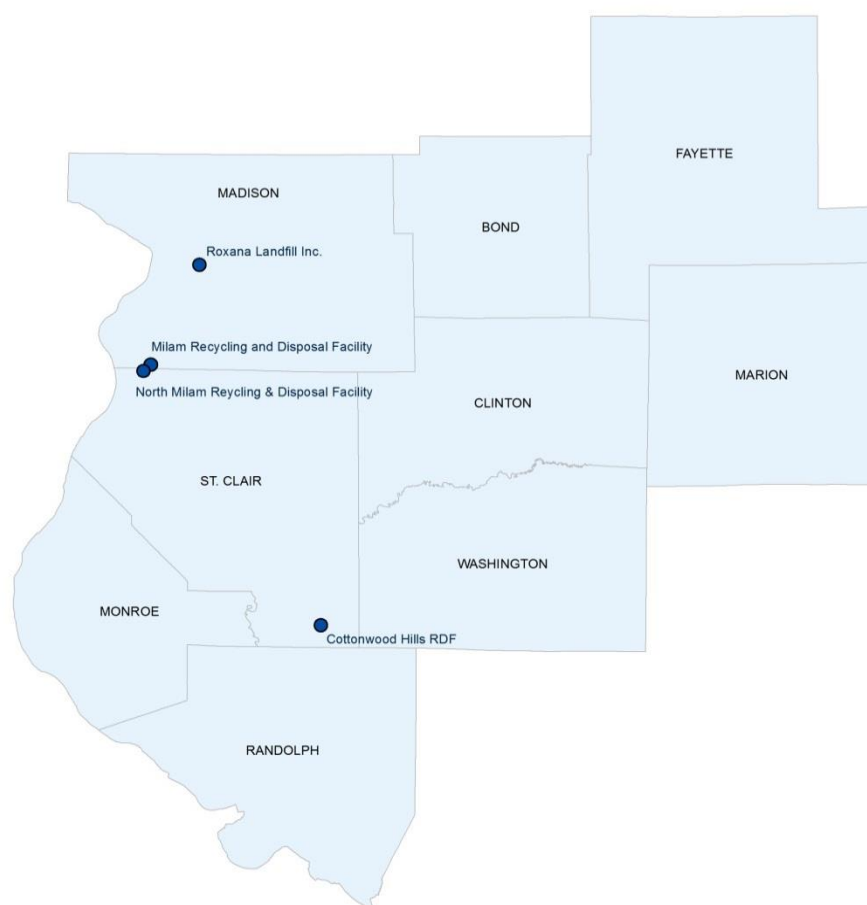 FAYETTE
MADISON
BOND
Roxana Landfill Inc.
Milam Recycling and Disposal Facility
MARION
North Milam Reycling & Disposal Facility
CLINTON
ST. CLAIR
WASHINGTON
MONROE
Cottonwood Hills RDF
RANDOLPH